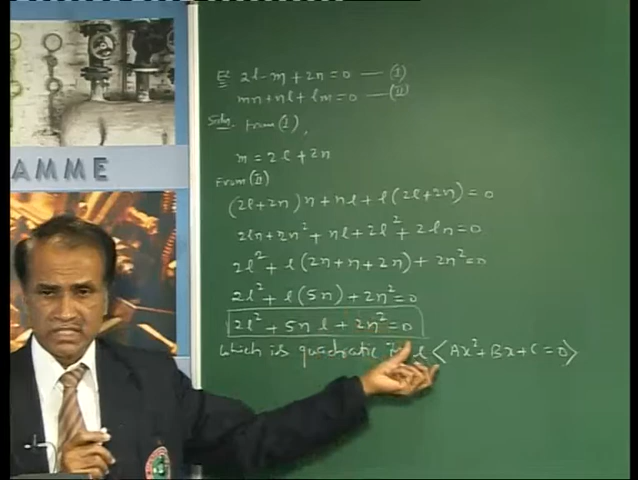 AMME
Ex 2l - m + 2n = 0 — (I)
mn + nl + lm = 0 — (II)
Soln. From (I),
m = 2l + 2n
From (II)
(2l+2n)n + nl + l(2l+2n) = 0
2ln + 2n² + nl + 2l² + 2ln = 0
2l² + l(2n + n + 2n) + 2n² = 0
2l² + l(5n) + 2n² = 0
2l² + 5nl + 2n² = 0
which is quadratic in l <Ax² + Bx + C = 0>